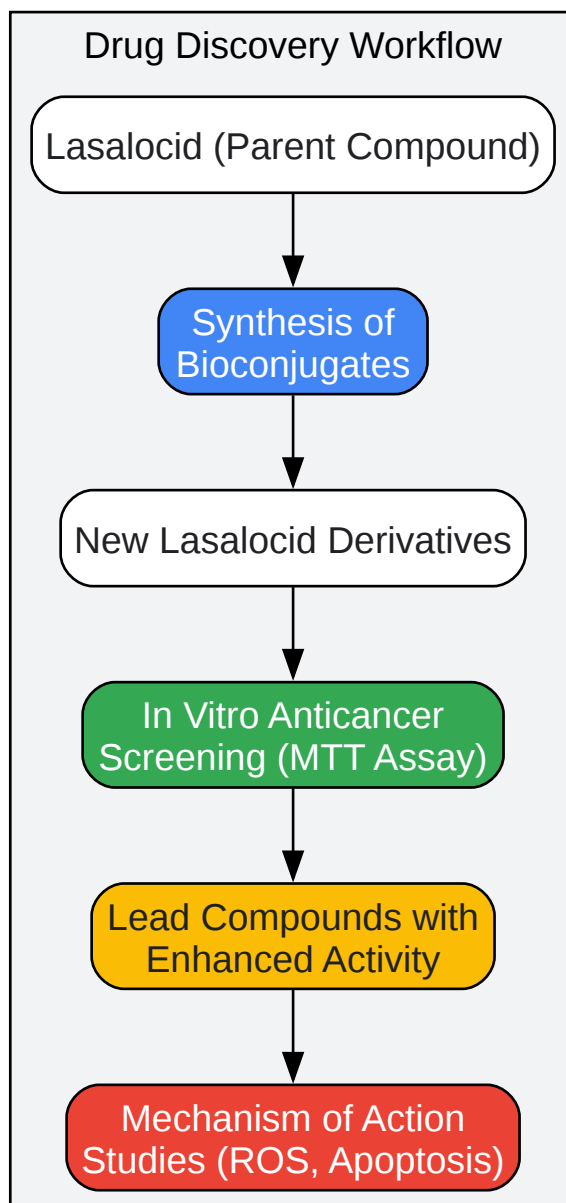 Drug Discovery Workflow
Lasalocid (Parent Compound)
Synthesis of
Bioconjugates
New Lasalocid Derivatives
In Vitro Anticancer
Screening (MTT Assay)
Lead Compounds with
Enhanced Activity
Mechanism of Action
Studies (ROS, Apoptosis)